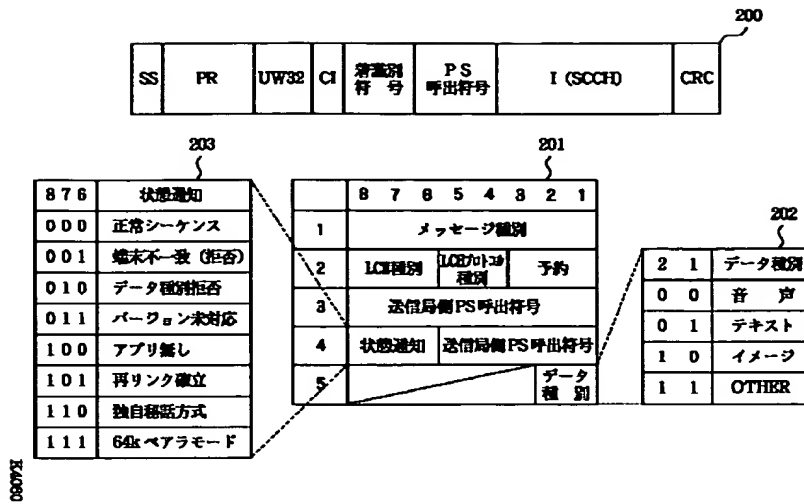 200
SS PR UW32 CI 着識別符号 PS呼出符号 I (SCCH) CRC
203
8 7 6 状態通知
0 0 0 正常シーケンス
0 0 1 端末不一致 (拒否)
0 1 0 データ種別拒否
0 1 1 バージョン未対応
1 0 0 アプリ無し
1 0 1 再リンク確立
1 1 0 独自秘話方式
1 1 1 64k ベアラモード
201
8 7 6 5 4 3 2 1
1 メッセージ種別
2 LCH種別 LCHプロトコル種別 予約
3 送信局側PS呼出符号
4 状態通知 送信局側PS呼出符号
5 データ種別
202
2 1 データ種別
0 0 音 声
0 1 テキスト
1 0 イメージ
1 1 OTHER
K4060